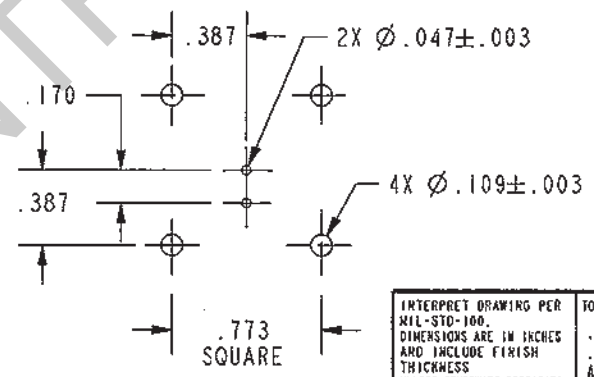 .387
2X Ø .047±.003
.170
4X Ø .109±.003
.387
.773
SQUARE
INTERPRET DRAWING PER
MIL-STD-100.
DIMENSIONS ARE IN INCHES
AND INCLUDE FINISH
THICKNESS